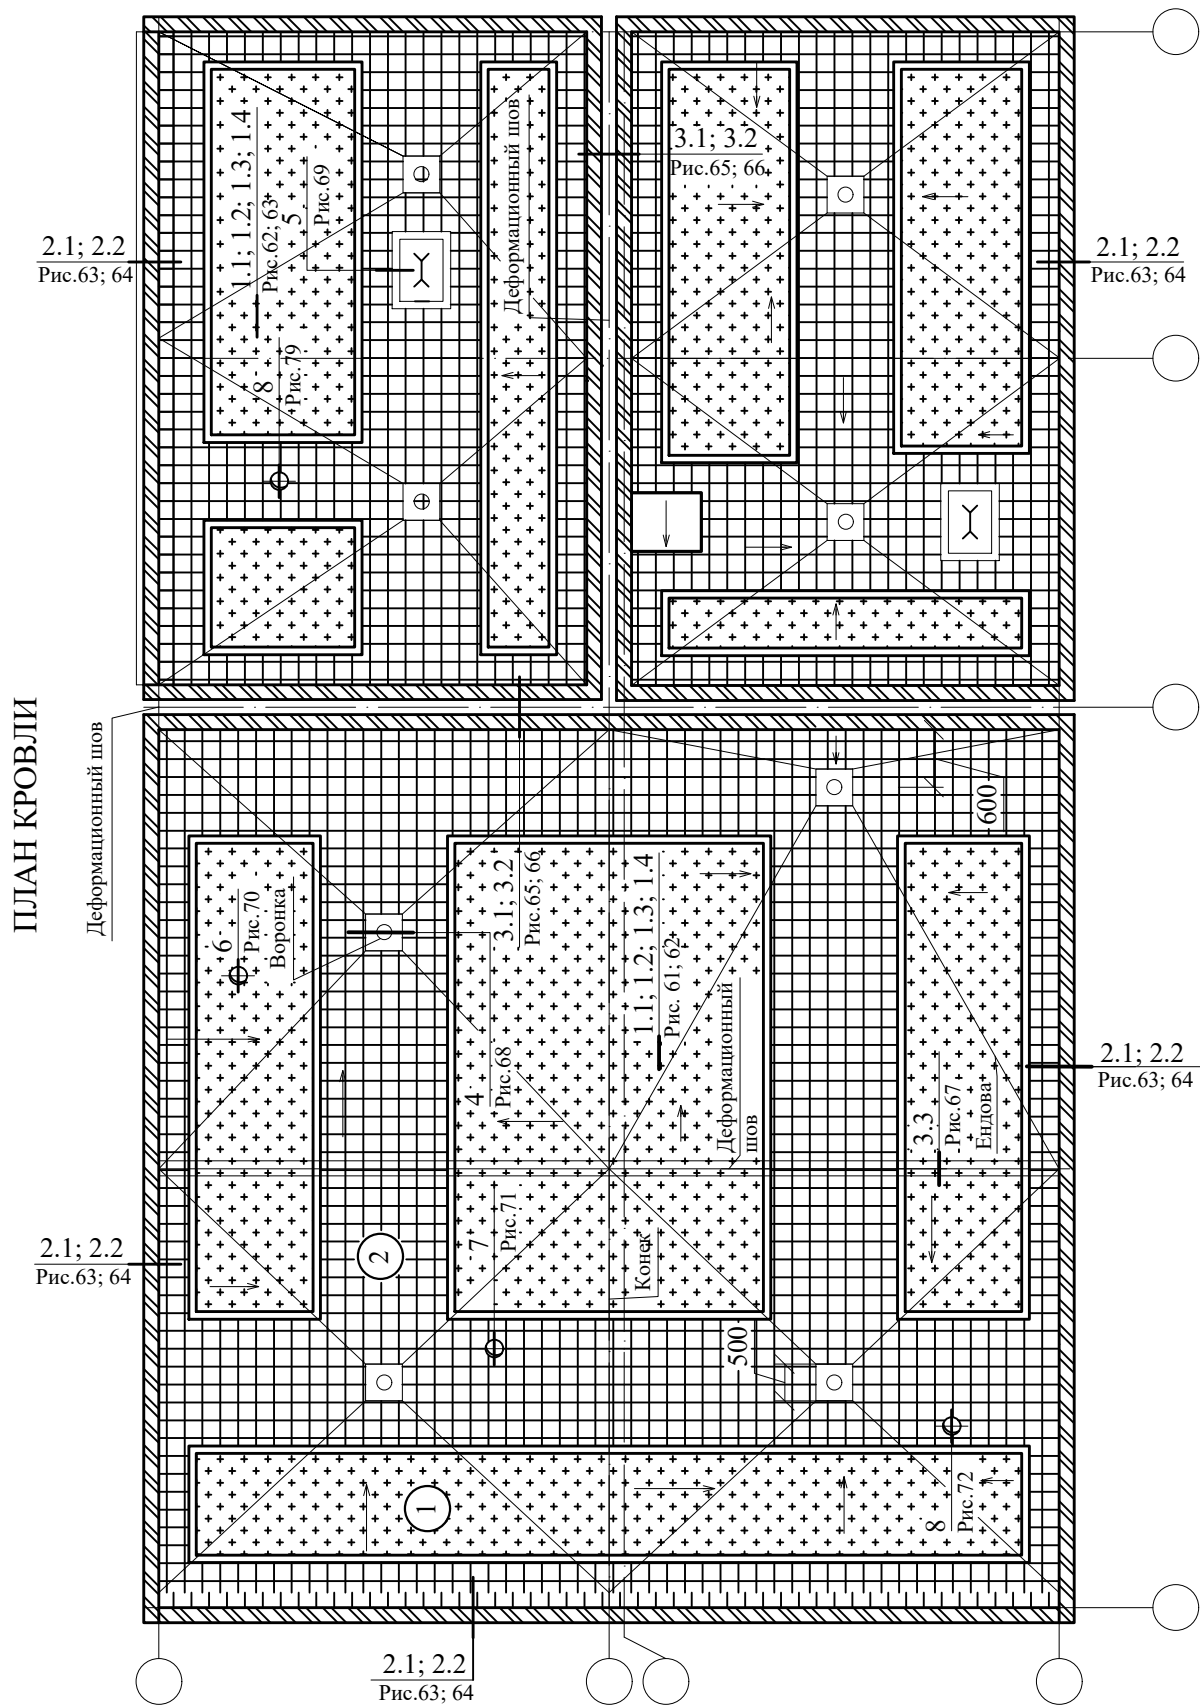 ПЛАН КРОВЛИ
Деформационный шов
2.1; 2.2
Рис.63; 64
1.1; 1.2; 1.3; 1.4
Рис.62; 63
5
Рис.69
8
Рис.79
Деформационный шов
3.1; 3.2
Рис.65; 66
2.1; 2.2
Рис.63; 64
6
Рис.70
Воронка
3.1; 3.2
Рис.65; 66
4
Рис.68
1.1; 1.2; 1.3; 1.4
Рис. 61; 62
Деформационный
шов
600
3.3
Рис.67
Ендова
2.1; 2.2
Рис.63; 64
2.1; 2.2
Рис.63; 64
2
7
Рис.71
Конек
500
1
8
Рис.72
2.1; 2.2
Рис.63; 64